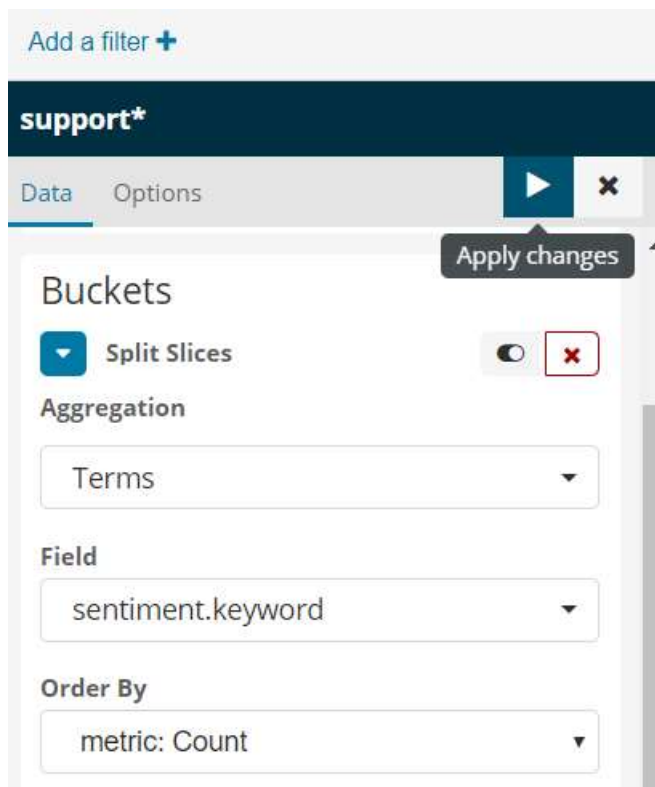 Add a filter +
support*
Data Options
Apply changes
Buckets
Split Slices
Aggregation
Terms
Field
sentiment.keyword
Order By
metric: Count